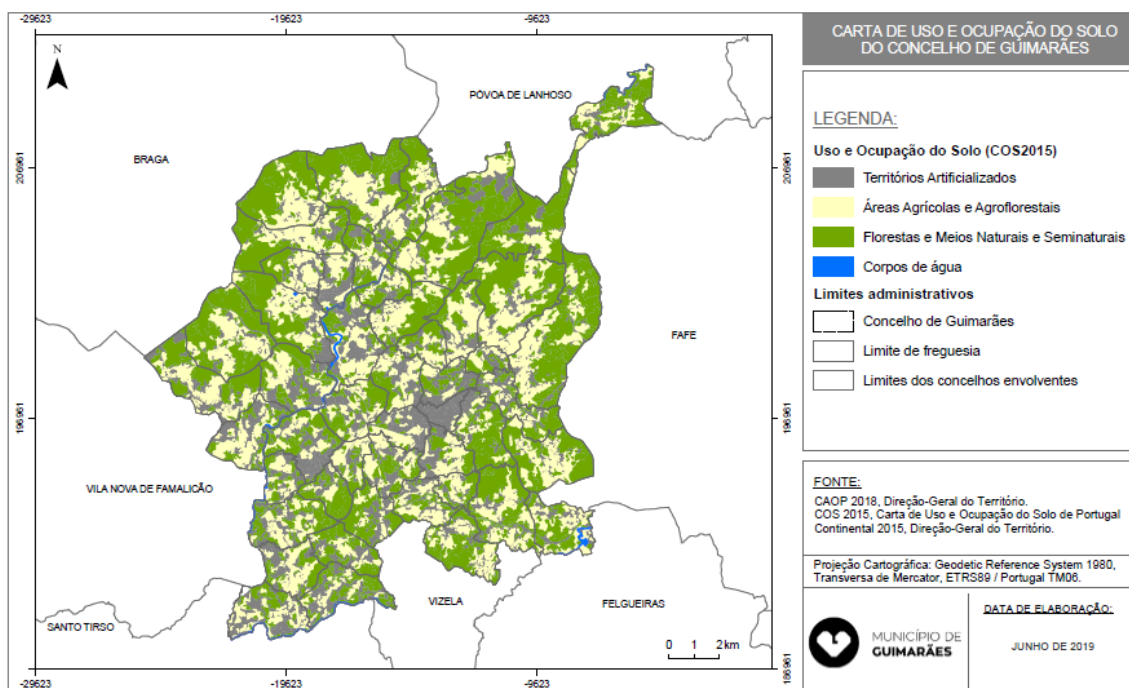 -29623
-19623
-9623
CARTA DE USO E OCUPAÇÃO DO SOLO
DO CONCELHO DE GUIMARÃES
N
PÓVOA DE LANHOSO
BRAGA
206961
206961
FAFE
196961
196961
VILA NOVA DE FAMALICÃO
VIZELA
FELGUEIRAS
SANTO TIRSO
0 1 2 km
186961
-29623
-19623
-9623
LEGENDA:
Uso e Ocupação do Solo (COS2015)
Territórios Artificializados
Áreas Agrícolas e Agroflorestais
Florestas e Meios Naturais e Seminaturais
Corpos de água
Limites administrativos
Concelho de Guimarães
Limite de freguesia
Limites dos concelhos envolventes
FONTE:
CAOP 2018, Direção-Geral do Território.
COS 2015, Carta de Uso e Ocupação do Solo de Portugal
Continental 2015, Direção-Geral do Território.
Projeção Cartográfica: Geodetic Reference System 1980,
Transversa de Mercator, ETRS89 / Portugal TM06.
MUNICÍPIO DE
GUIMARÃES
DATA DE ELABORAÇÃO:
JUNHO DE 2019